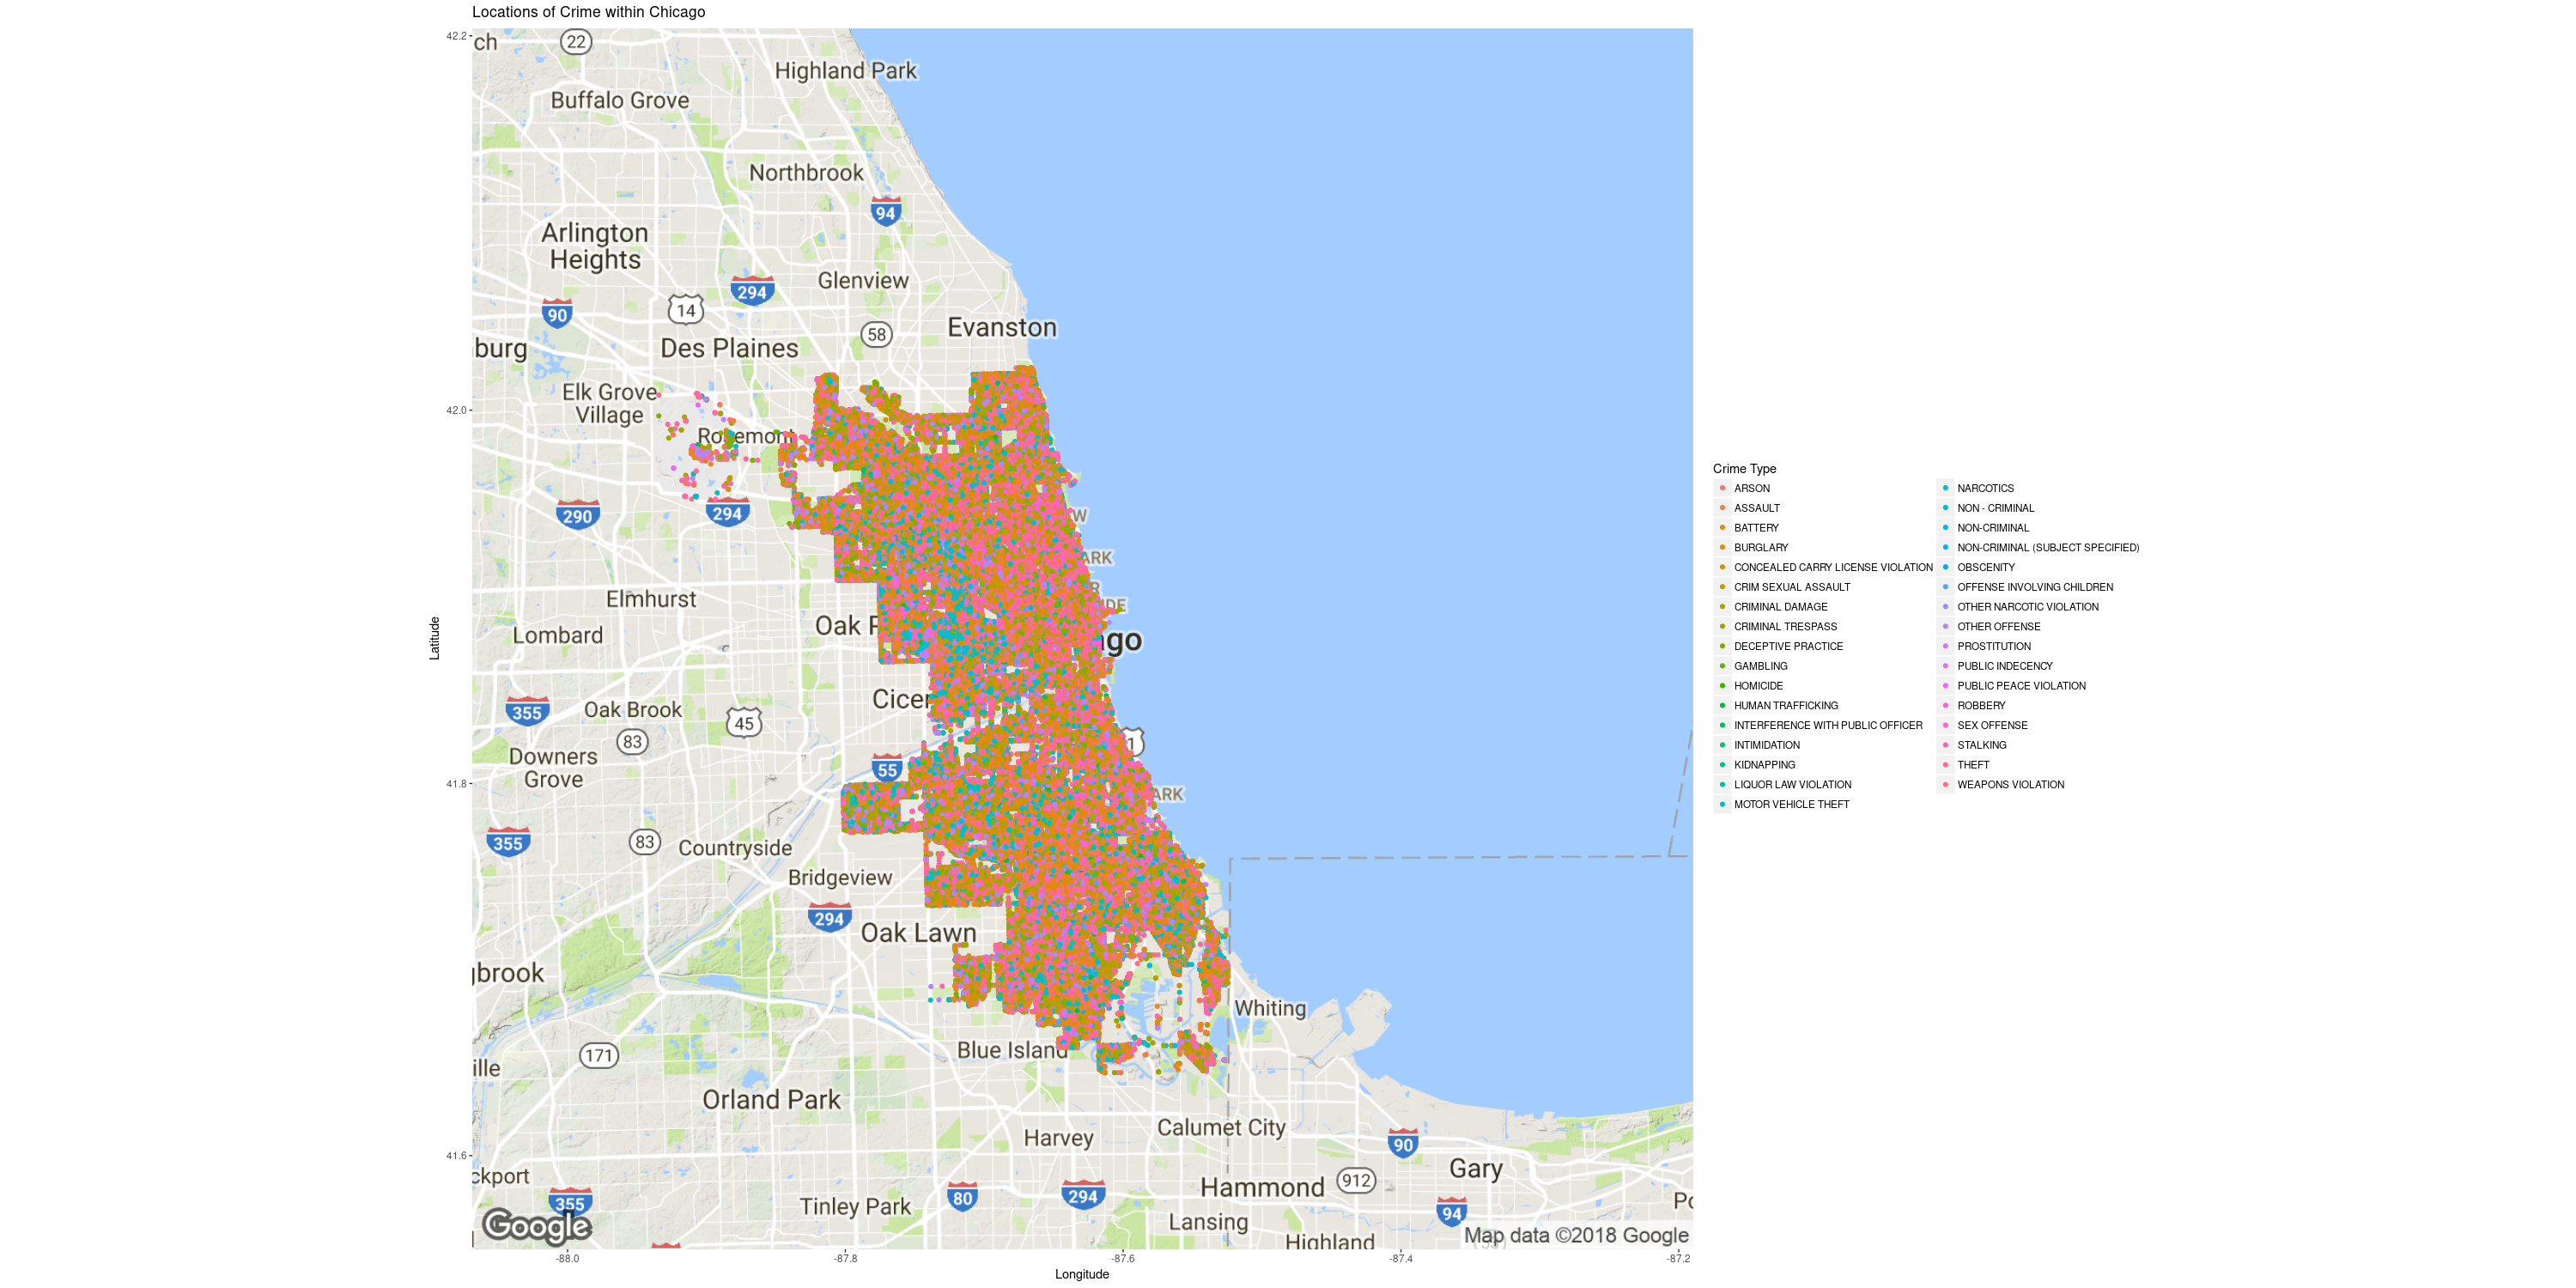 Locations of Crime within Chicago
42.2
42.0
41.8
41.6
Latitude
-88.0
-87.8
-87.6
-87.4
-87.2
Longitude
ch
22
Highland Park
Buffalo Grove
Northbrook
94
Arlington
Heights
Glenview
294
90
14
58
Evanston
burg
Des Plaines
Elk Grove
Village
Rosemont
290
294
W
ARK
R
IDE
Elmhurst
Oak P
Lombard
ago
Cicer
355
Oak Brook
45
83
1
Downers
Grove
55
ARK
355
83
Countryside
Bridgeview
294
Oak Lawn
gbrook
Whiting
171
Blue Island
ille
Orland Park
Harvey
Calumet City
90
Gary
ckport
912
Hammond
355
80
294
Tinley Park
94
Po
Lansing
Highland
Google
Map data ©2018 Google
Crime Type
ARSON
ASSAULT
BATTERY
BURGLARY
CONCEALED CARRY LICENSE VIOLATION
CRIM SEXUAL ASSAULT
CRIMINAL DAMAGE
CRIMINAL TRESPASS
DECEPTIVE PRACTICE
GAMBLING
HOMICIDE
HUMAN TRAFFICKING
INTERFERENCE WITH PUBLIC OFFICER
INTIMIDATION
KIDNAPPING
LIQUOR LAW VIOLATION
MOTOR VEHICLE THEFT
NARCOTICS
NON - CRIMINAL
NON-CRIMINAL
NON-CRIMINAL (SUBJECT SPECIFIED)
OBSCENITY
OFFENSE INVOLVING CHILDREN
OTHER NARCOTIC VIOLATION
OTHER OFFENSE
PROSTITUTION
PUBLIC INDECENCY
PUBLIC PEACE VIOLATION
ROBBERY
SEX OFFENSE
STALKING
THEFT
WEAPONS VIOLATION